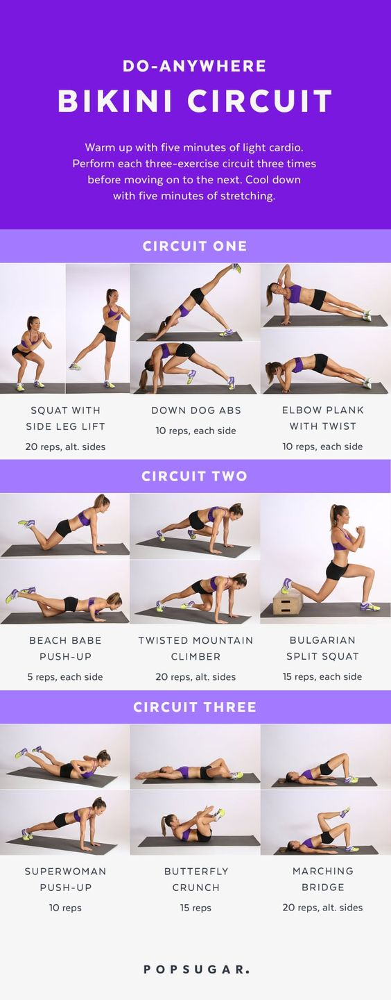 DO-ANYWHERE
BIKINI CIRCUIT
Warm up with five minutes of light cardio.
Perform each three-exercise circuit three times
before moving on to the next. Cool down
with five minutes of stretching.
CIRCUIT ONE
SQUAT WITH
SIDE LEG LIFT
20 reps, alt. sides
DOWN DOG ABS
10 reps, each side
ELBOW PLANK
WITH TWIST
10 reps, each side
CIRCUIT TWO
BEACH BABE
PUSH-UP
5 reps, each side
TWISTED MOUNTAIN
CLIMBER
20 reps, alt. sides
BULGARIAN
SPLIT SQUAT
15 reps, each side
CIRCUIT THREE
SUPERWOMAN
PUSH-UP
10 reps
BUTTERFLY
CRUNCH
15 reps
MARCHING
BRIDGE
20 reps, alt. sides
POPSUGAR.